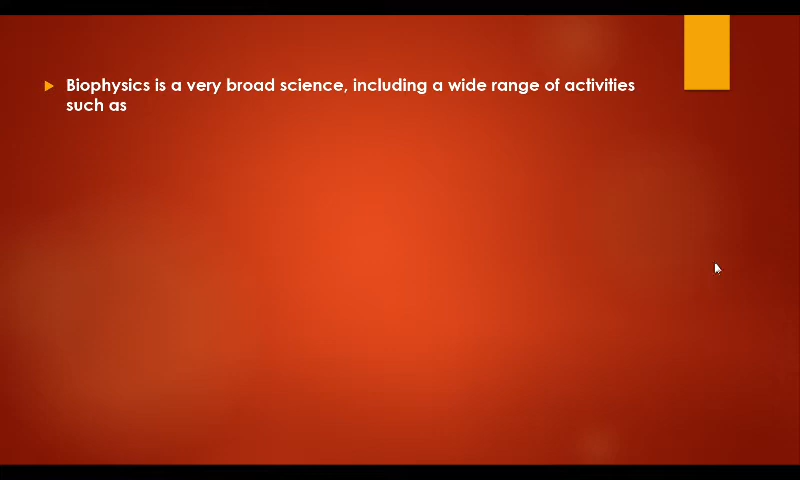 Biophysics is a very broad science, including a wide range of activities
such as